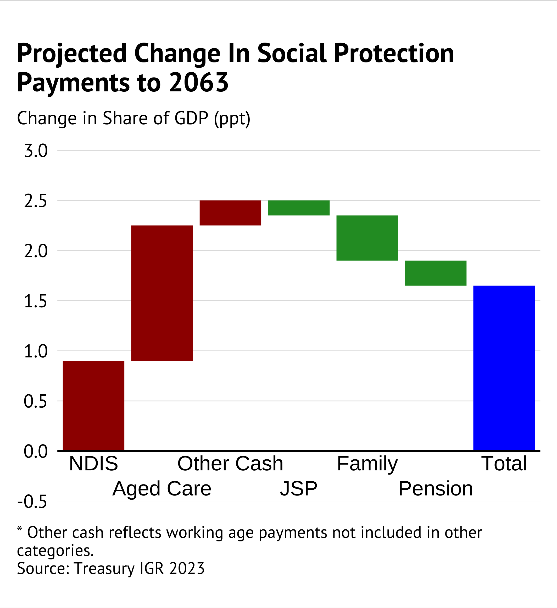 Projected Change In Social Protection
Payments to 2063
Change in Share of GDP (ppt)
3.0
2.5
2.0
1.5
1.0
0.5
0.0
-0.5
NDIS
Aged Care
Other Cash
JSP
Family
Pension
Total
* Other cash reflects working age payments not included in other
categories.
Source: Treasury IGR 2023